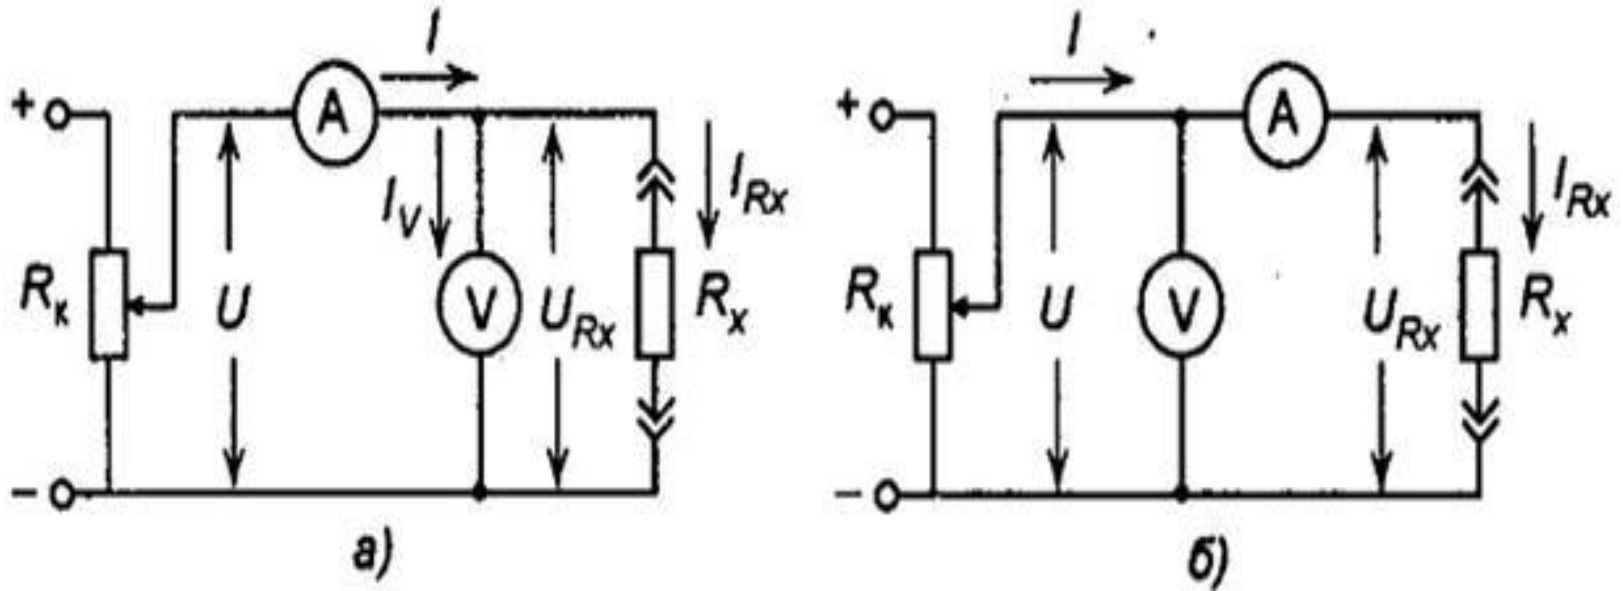 I
I
+
A
+
A
I_V
I_Rx
I_Rx
R_к
U
V
U_Rx
R_x
R_к
U
V
U_Rx
R_x
−
−
а)
б)